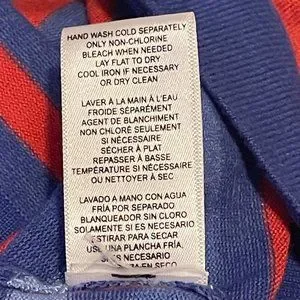 HAND WASH COLD SEPARATELY
ONLY NON-CHLORINE
BLEACH WHEN NEEDED
LAY FLAT TO DRY
COOL IRON IF NECESSARY
OR DRY CLEAN
LAVER À LA MAIN À L'EAU
FROIDE SÉPARÉMENT
AGENT DE BLANCHIMENT
NON CHLORÉ SEULEMENT
SI NÉCESSAIRE
SÉCHER À PLAT
REPASSER À BASSE
TEMPÉRATURE SI NÉCESSAIRE
OU NETTOYER À SEC
LAVADO A MANO CON AGUA
FRÍA POR SEPARADO
BLANQUEADOR SIN CLORO
SOLAMENTE SI ES NECESARIO
ESTIRAR PARA SECAR
USE UNA PLANCHA FRÍA
SI ES NECESARIO
EN SECO